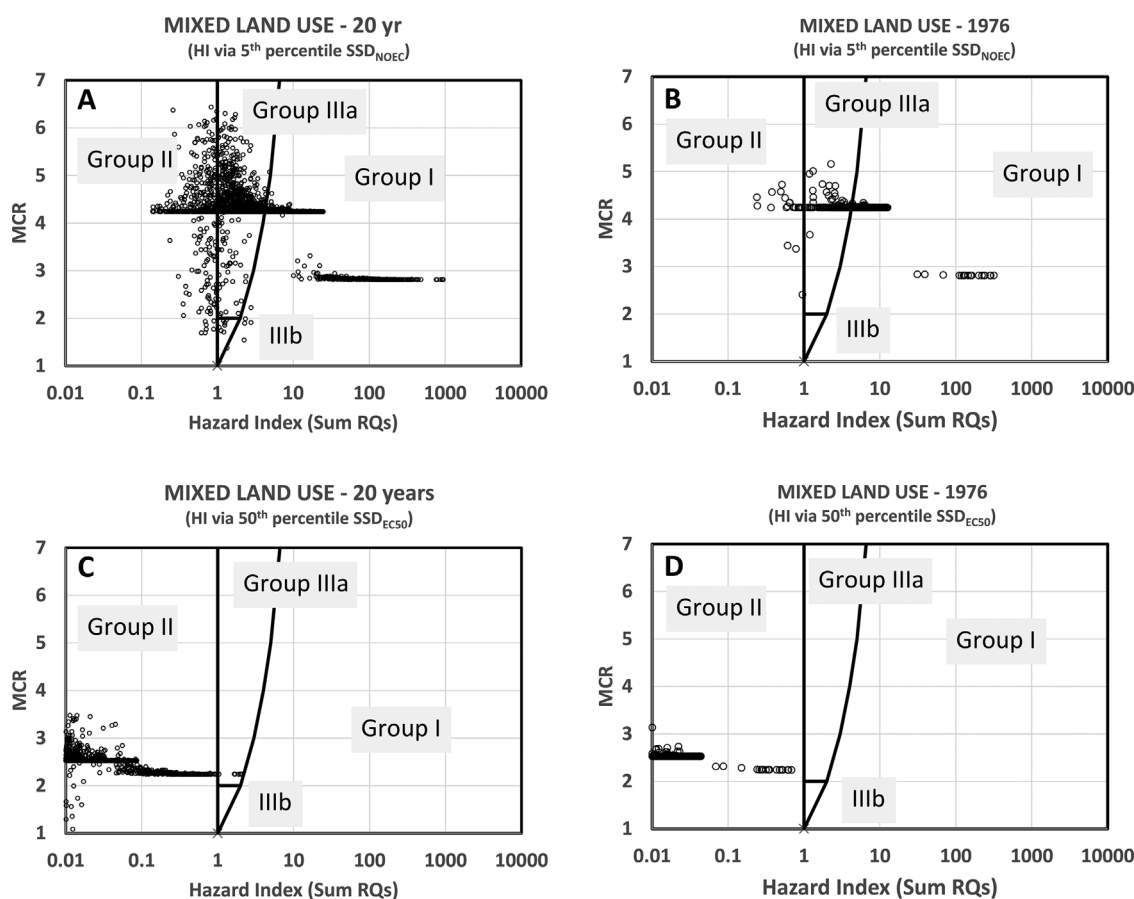 MIXED LAND USE - 20 yr
(HI via 5th percentile SSDNOEC)
A
Group IIIa
Group II
Group I
IIIb
7
6
5
4
3
2
1
MCR
0.01 0.1 1 10 100 1000 10000
Hazard Index (Sum RQs)
MIXED LAND USE - 1976
(HI via 5th percentile SSDNOEC)
B
Group IIIa
Group II
Group I
IIIb
7
6
5
4
3
2
1
MCR
0.01 0.1 1 10 100 1000 10000
Hazard Index (Sum RQs)
MIXED LAND USE - 20 years
(HI via 50th percentile SSDEC50)
C
Group IIIa
Group II
Group I
IIIb
7
6
5
4
3
2
1
MCR
0.01 0.1 1 10 100 1000 10000
Hazard Index (Sum RQs)
MIXED LAND USE - 1976
(HI via 50th percentile SSDEC50)
D
Group IIIa
Group II
Group I
IIIb
7
6
5
4
3
2
1
MCR
0.01 0.1 1 10 100 1000 10000
Hazard Index (Sum RQs)